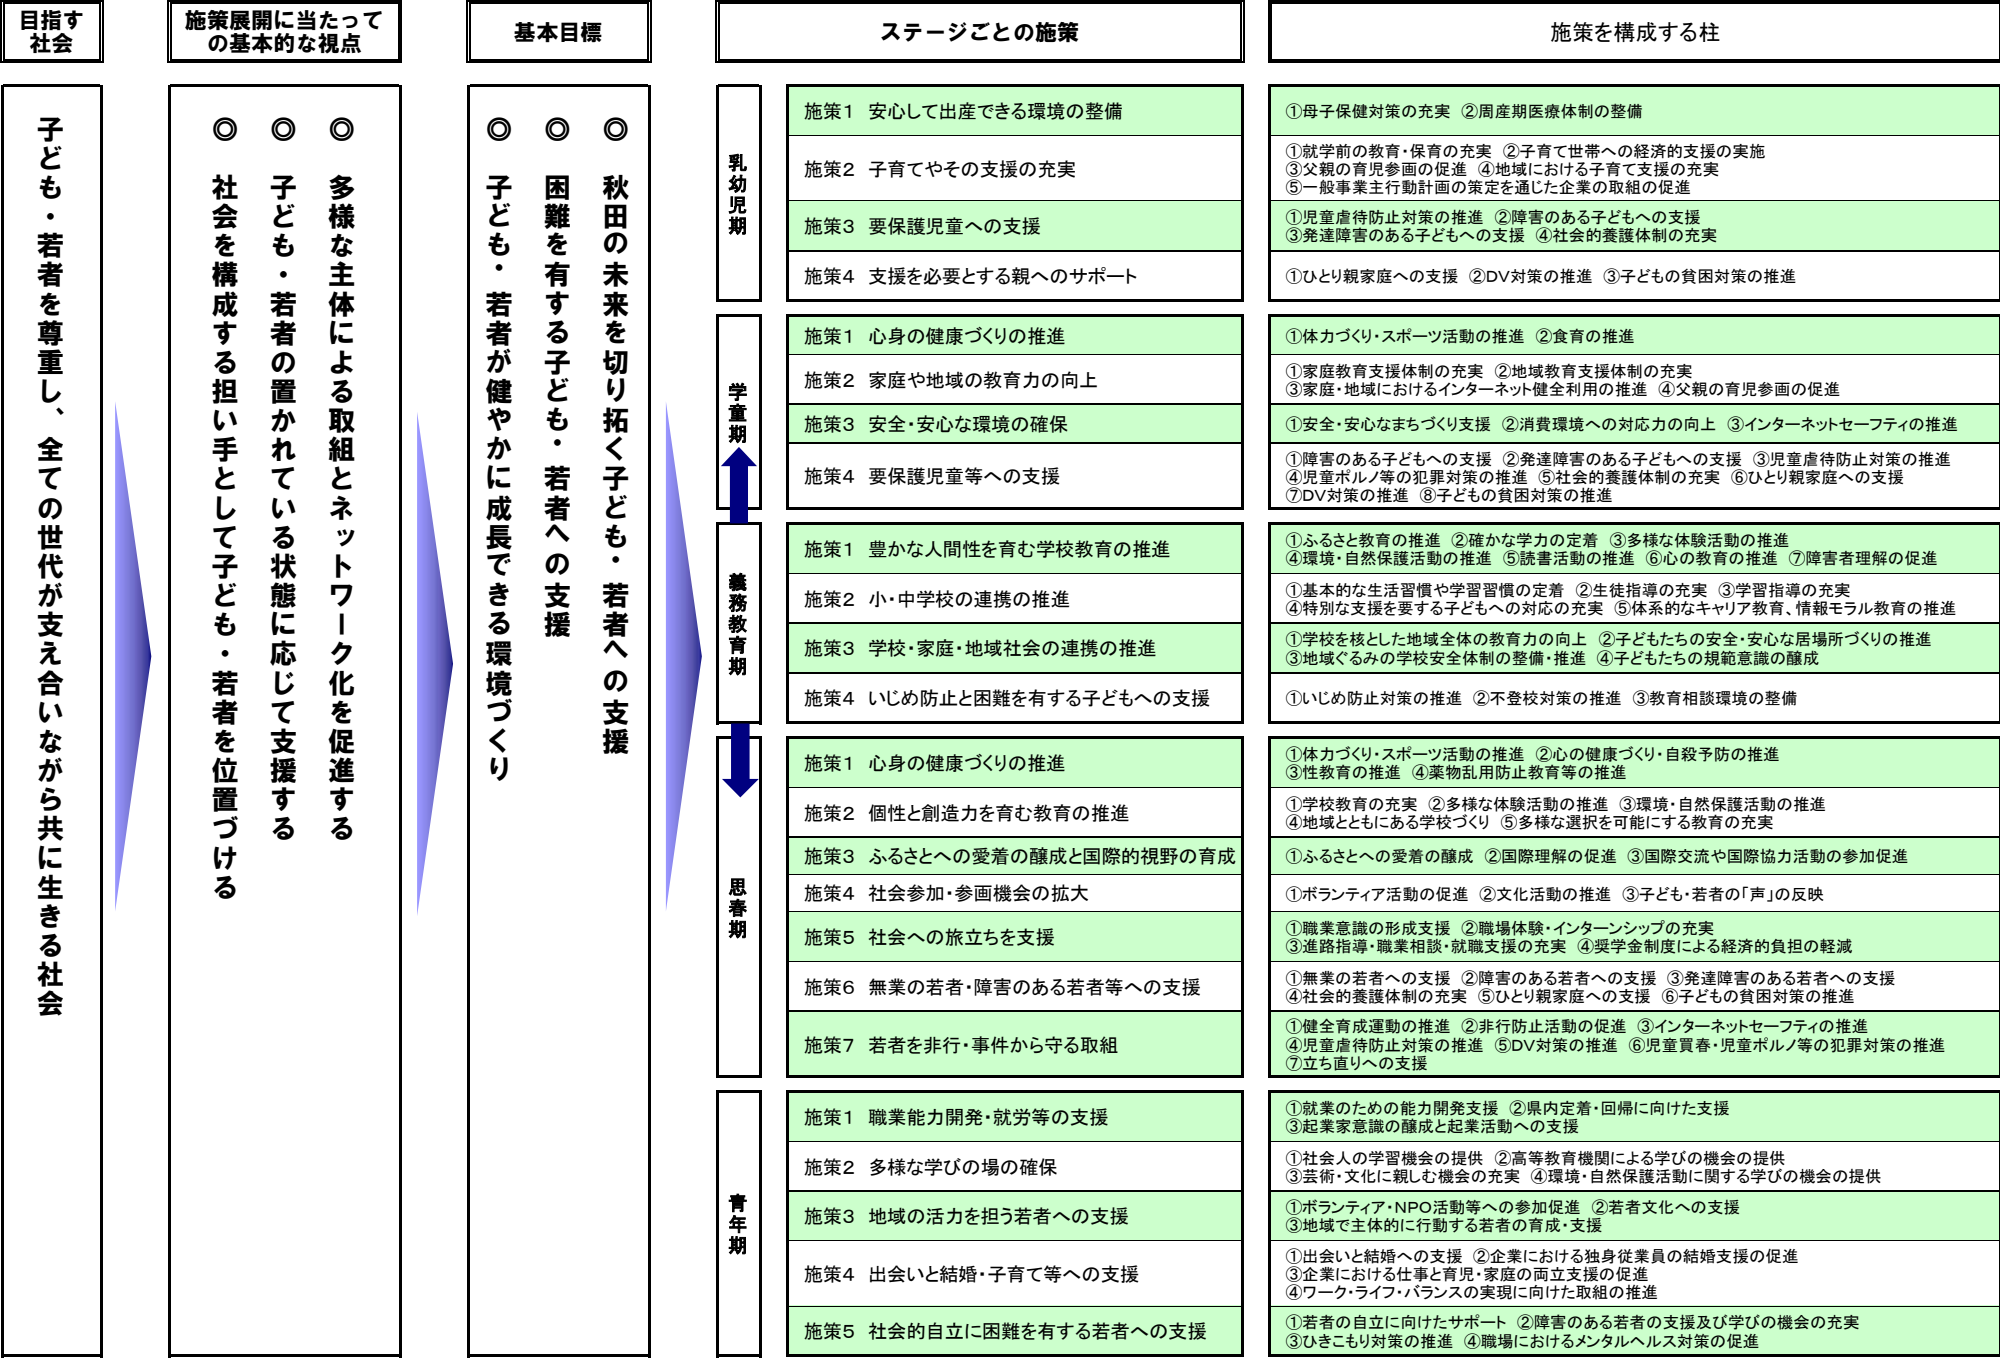 目指す
社会
施策展開に当たって
の基本的な視点
基本目標
ステージごとの施策
施策を構成する柱
子ども・若者を尊重し、全ての世代が支え合いながら共に生きる社会
◎ 多様な主体による取組とネットワーク化を促進する
◎ 子ども・若者の置かれている状態に応じて支援する
◎ 社会を構成する担い手として子ども・若者を位置づける
◎ 秋田の未来を切り拓く子ども・若者への支援
◎ 困難を有する子ども・若者への支援
◎ 子ども・若者が健やかに成長できる環境づくり
乳幼児期
施策1 安心して出産できる環境の整備
①母子保健対策の充実 ②周産期医療体制の整備
施策2 子育てやその支援の充実
①就学前の教育・保育の充実 ②子育て世帯への経済的支援の実施
③父親の育児参画の促進 ④地域における子育て支援の充実
⑤一般事業主行動計画の策定を通じた企業の取組の促進
施策3 要保護児童への支援
①児童虐待防止対策の推進 ②障害のある子どもへの支援
③発達障害のある子どもへの支援 ④社会的養護体制の充実
施策4 支援を必要とする親へのサポート
①ひとり親家庭への支援 ②DV対策の推進 ③子どもの貧困対策の推進
学童期
施策1 心身の健康づくりの推進
①体力づくり・スポーツ活動の推進 ②食育の推進
施策2 家庭や地域の教育力の向上
①家庭教育支援体制の充実 ②地域教育支援体制の充実
③家庭・地域におけるインターネット健全利用の推進 ④父親の育児参画の促進
施策3 安全・安心な環境の確保
①安全・安心なまちづくり支援 ②消費環境への対応力の向上 ③インターネットセーフティの推進
施策4 要保護児童等への支援
①障害のある子どもへの支援 ②発達障害のある子どもへの支援 ③児童虐待防止対策の推進
④児童ポルノ等の犯罪対策の推進 ⑤社会的養護体制の充実 ⑥ひとり親家庭への支援
⑦DV対策の推進 ⑧子どもの貧困対策の推進
義務教育期
施策1 豊かな人間性を育む学校教育の推進
①ふるさと教育の推進 ②確かな学力の定着 ③多様な体験活動の推進
④環境・自然保護活動の推進 ⑤読書活動の推進 ⑥心の教育の推進 ⑦障害者理解の促進
施策2 小・中学校の連携の推進
①基本的な生活習慣や学習習慣の定着 ②生徒指導の充実 ③学習指導の充実
④特別な支援を要する子どもへの対応の充実 ⑤体系的なキャリア教育、情報モラル教育の推進
施策3 学校・家庭・地域社会の連携の推進
①学校を核とした地域全体の教育力の向上 ②子どもたちの安全・安心な居場所づくりの推進
③地域ぐるみの学校安全体制の整備・推進 ④子どもたちの規範意識の醸成
施策4 いじめ防止と困難を有する子どもへの支援
①いじめ防止対策の推進 ②不登校対策の推進 ③教育相談環境の整備
思春期
施策1 心身の健康づくりの推進
①体力づくり・スポーツ活動の推進 ②心の健康づくり・自殺予防の推進
③性教育の推進 ④薬物乱用防止教育等の推進
施策2 個性と創造力を育む教育の推進
①学校教育の充実 ②多様な体験活動の推進 ③環境・自然保護活動の推進
④地域とともにある学校づくり ⑤多様な選択を可能にする教育の充実
施策3 ふるさとへの愛着の醸成と国際的視野の育成
①ふるさとへの愛着の醸成 ②国際理解の促進 ③国際交流や国際協力活動の参加促進
施策4 社会参加・参画機会の拡大
①ボランティア活動の促進 ②文化活動の推進 ③子ども・若者の「声」の反映
施策5 社会への旅立ちを支援
①職業意識の形成支援 ②職場体験・インターンシップの充実
③進路指導・職業相談・就職支援の充実 ④奨学金制度による経済的負担の軽減
施策6 無業の若者・障害のある若者等への支援
①無業の若者への支援 ②障害のある若者への支援 ③発達障害のある若者への支援
④社会的養護体制の充実 ⑤ひとり親家庭への支援 ⑥子どもの貧困対策の推進
施策7 若者を非行・事件から守る取組
①健全育成運動の推進 ②非行防止活動の促進 ③インターネットセーフティの推進
④児童虐待防止対策の推進 ⑤DV対策の推進 ⑥児童買春・児童ポルノ等の犯罪対策の推進
⑦立ち直りへの支援
青年期
施策1 職業能力開発・就労等の支援
①就業のための能力開発支援 ②県内定着・回帰に向けた支援
③起業家意識の醸成と起業活動への支援
施策2 多様な学びの場の確保
①社会人の学習機会の提供 ②高等教育機関による学びの機会の提供
③芸術・文化に親しむ機会の充実 ④環境・自然保護活動に関する学びの機会の提供
施策3 地域の活力を担う若者への支援
①ボランティア・NPO活動等への参加促進 ②若者文化への支援
③地域で主体的に行動する若者の育成・支援
施策4 出会いと結婚・子育て等への支援
①出会いと結婚への支援 ②企業における独身従業員の結婚支援の促進
③企業における仕事と育児・家庭の両立支援の促進
④ワーク・ライフ・バランスの実現に向けた取組の推進
施策5 社会的自立に困難を有する若者への支援
①若者の自立に向けたサポート ②障害のある若者の支援及び学びの機会の充実
③ひきこもり対策の推進 ④職場におけるメンタルヘルス対策の促進